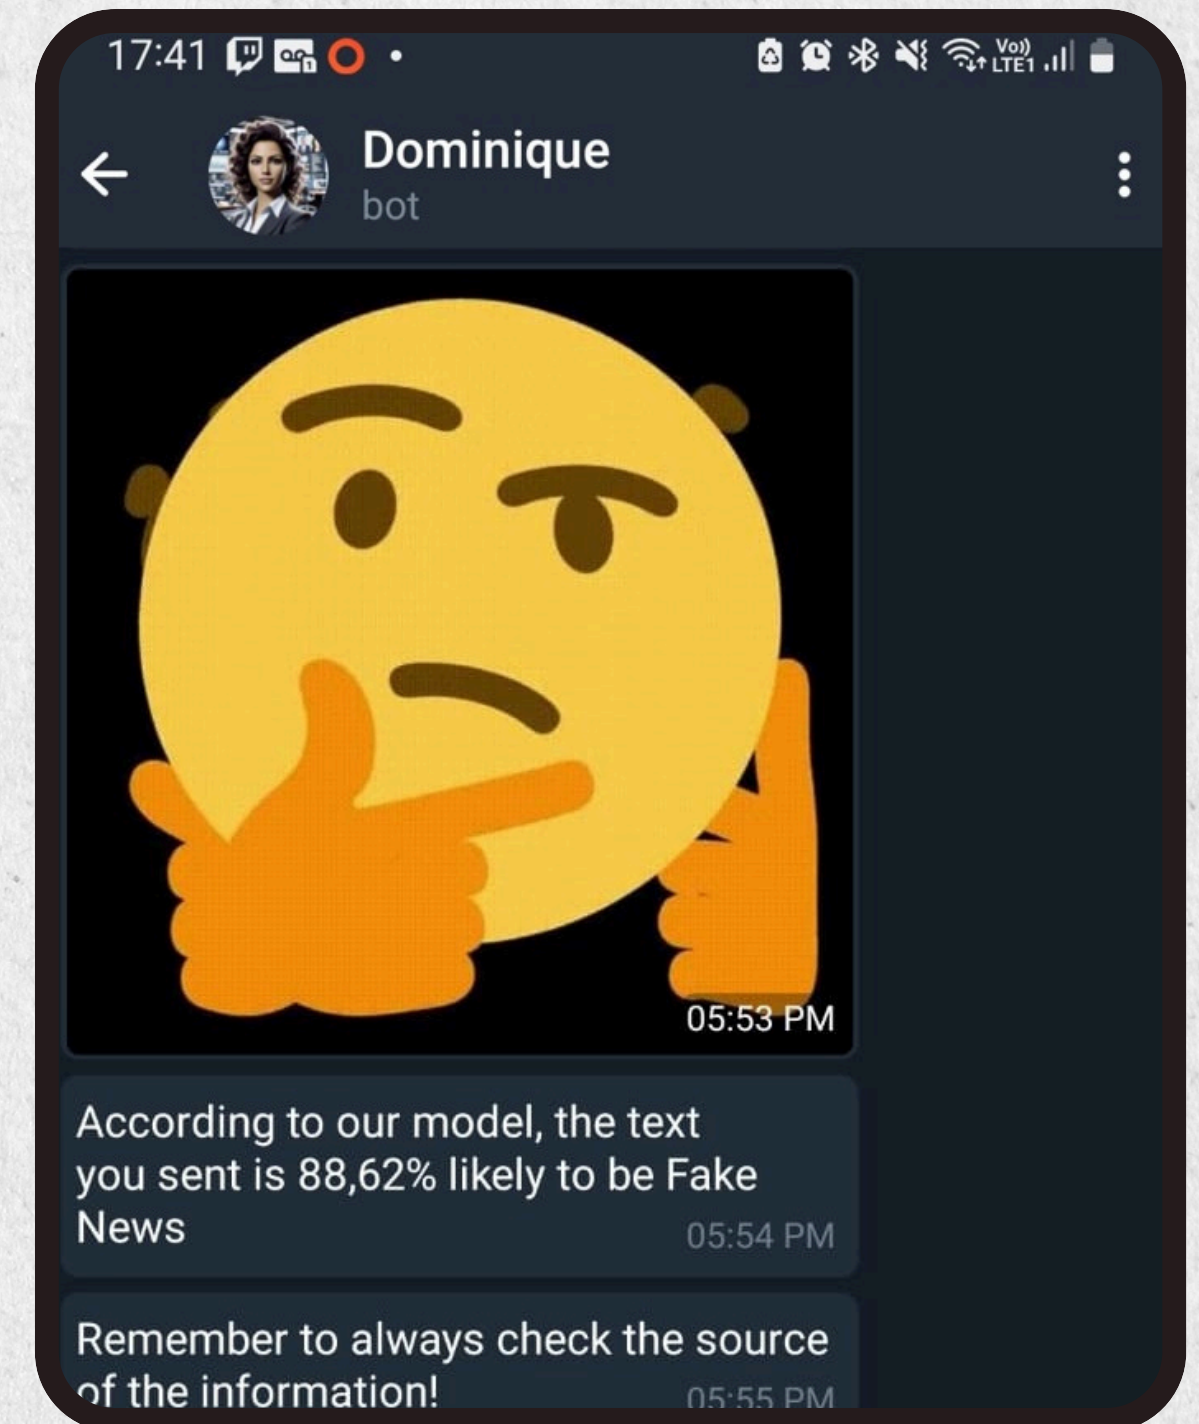 17:41
Vo))
LTE1
Dominique
bot
05:53 PM
According to our model, the text
you sent is 88,62% likely to be Fake
News
05:54 PM
Remember to always check the source
of the information!
05:55 PM